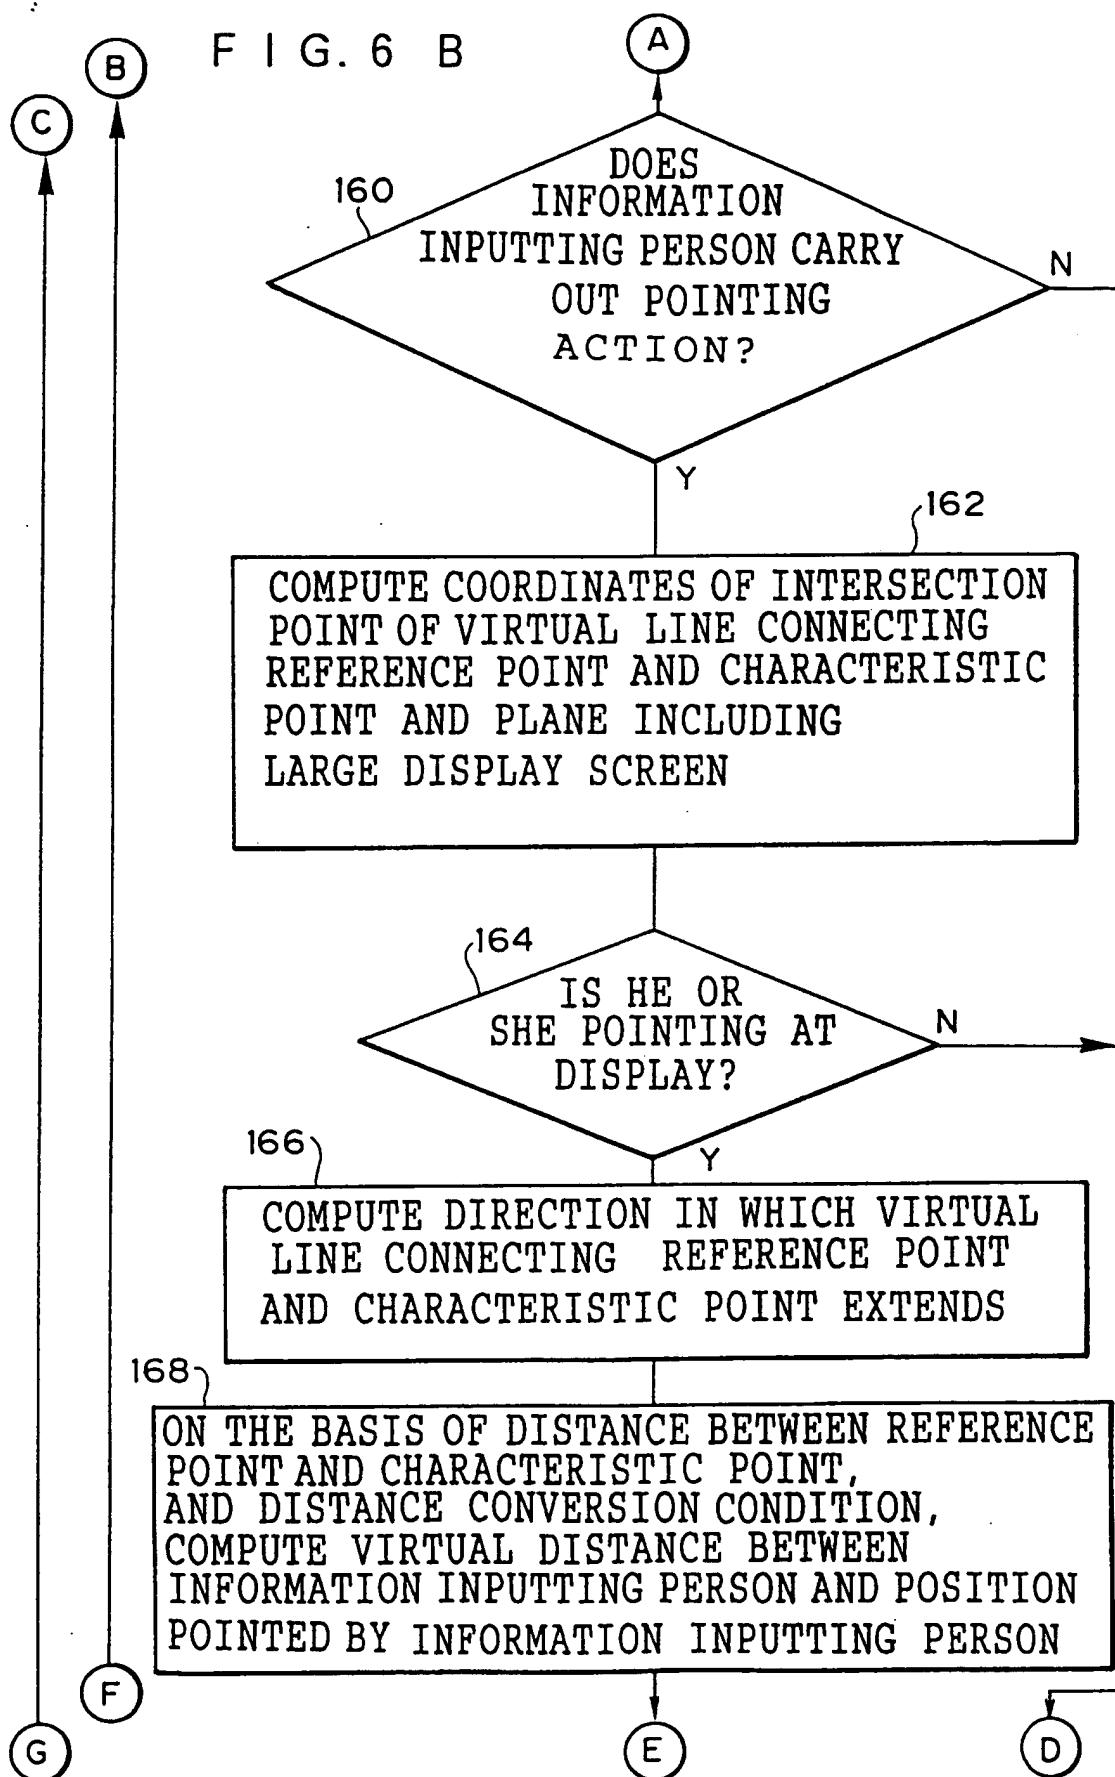 FIG. 6 B
A
B
C
160
DOES
INFORMATION
INPUTTING PERSON CARRY
OUT POINTING
ACTION?
N
Y
162
COMPUTE COORDINATES OF INTERSECTION
POINT OF VIRTUAL LINE CONNECTING
REFERENCE POINT AND CHARACTERISTIC
POINT AND PLANE INCLUDING
LARGE DISPLAY SCREEN
164
IS HE OR
SHE POINTING AT
DISPLAY?
N
Y
166
COMPUTE DIRECTION IN WHICH VIRTUAL
LINE CONNECTING REFERENCE POINT
AND CHARACTERISTIC POINT EXTENDS
168
ON THE BASIS OF DISTANCE BETWEEN REFERENCE
POINT AND CHARACTERISTIC POINT,
AND DISTANCE CONVERSION CONDITION,
COMPUTE VIRTUAL DISTANCE BETWEEN
INFORMATION INPUTTING PERSON AND POSITION
POINTED BY INFORMATION INPUTTING PERSON
F
G
E
D